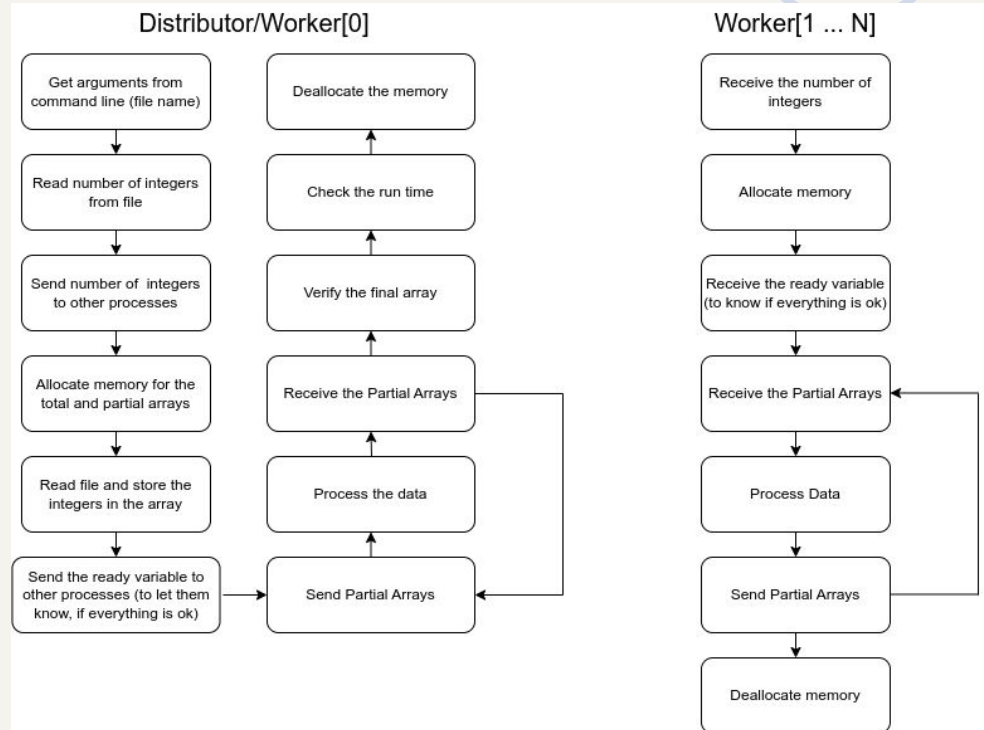 Distributor/Worker[0]
Get arguments from
command line (file name)
Read number of integers
from file
Send number of integers
to other processes
Allocate memory for the
total and partial arrays
Read file and store the
integers in the array
Send the ready variable to
other processes (to let them
know, if everything is ok)
Deallocate the memory
Check the run time
Verify the final array
Receive the Partial Arrays
Process the data
Send Partial Arrays
Worker[1 ... N]
Receive the number of
integers
Allocate memory
Receive the ready variable
(to know if everything is ok)
Receive the Partial Arrays
Process Data
Send Partial Arrays
Deallocate memory